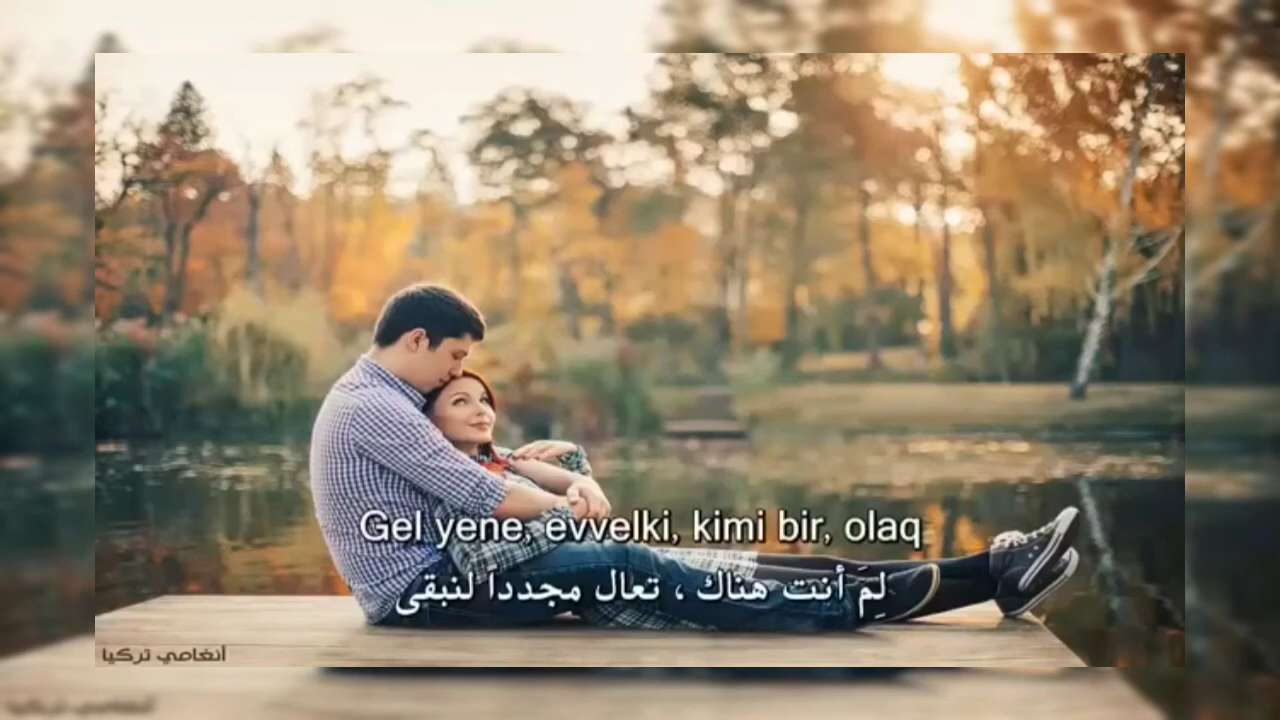 Gel yene, evvelki, kimi bir, olaq
لِمَ أنت هناك ، تعال مجدداً لنبقى
أنغامي تركيا